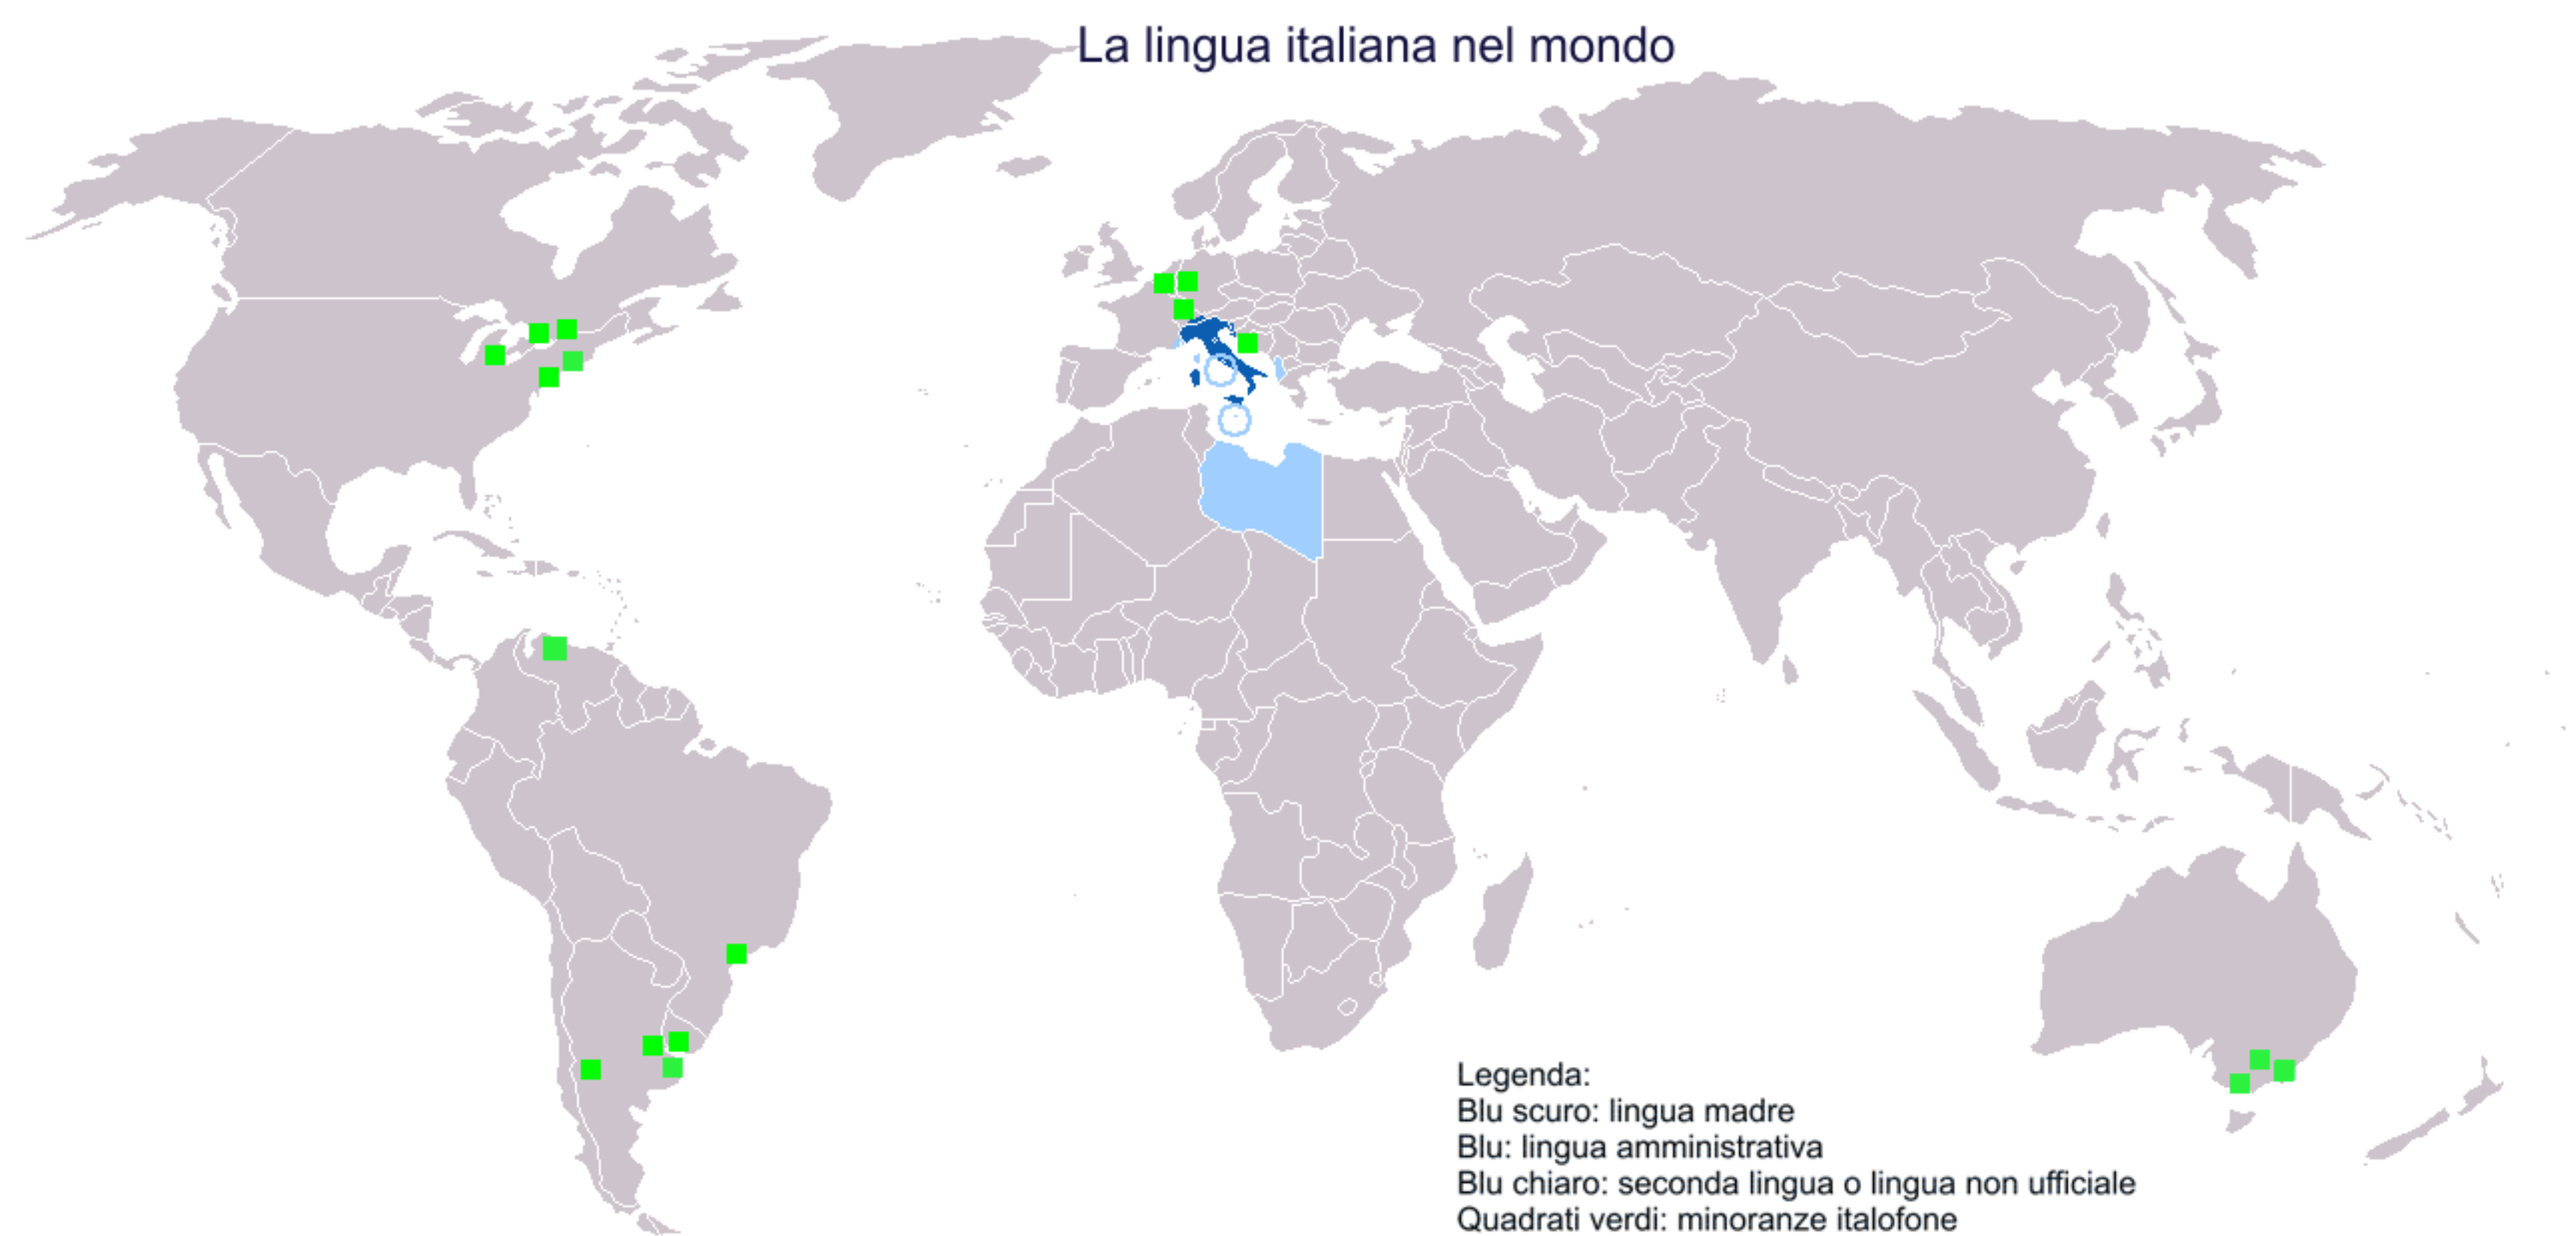 La lingua italiana nel mondo
Legenda:
Blu scuro: lingua madre
Blu: lingua amministrativa
Blu chiaro: seconda lingua o lingua non ufficiale
Quadrati verdi: minoranze italofone